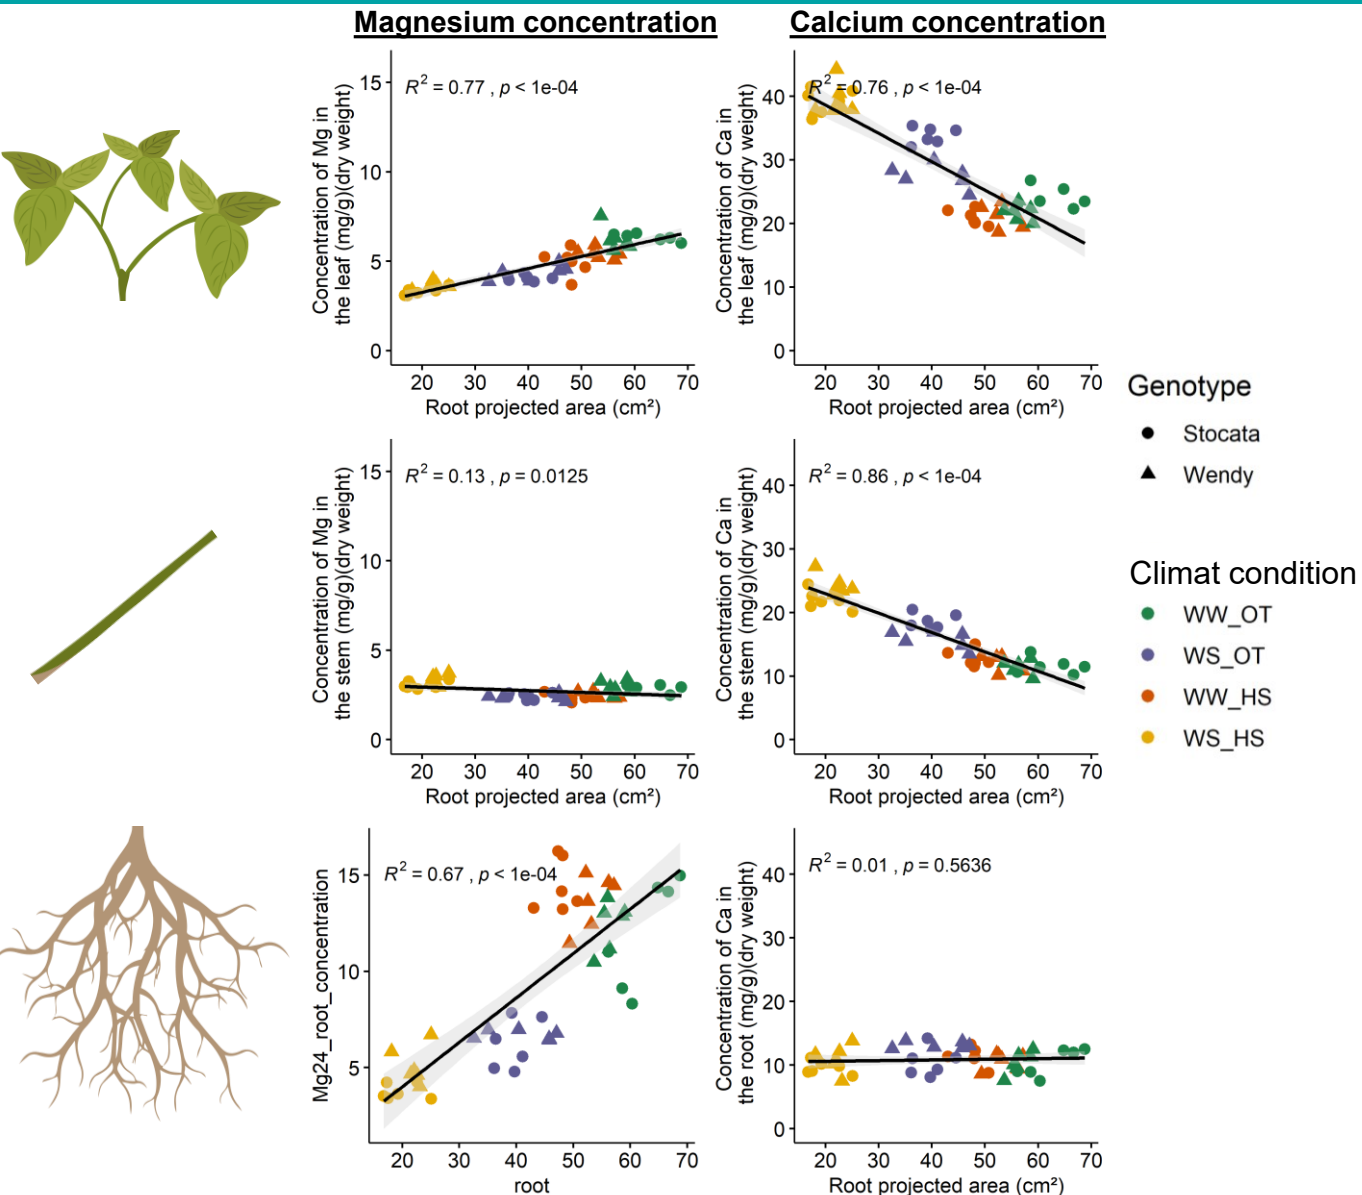 Magnesium concentration
Calcium concentration
Concentration of Mg in
the leaf (mg/g)(dry weight)
R² = 0.77 , p < 1e-04
15
10
5
0
20 30 40 50 60 70
Root projected area (cm²)
Concentration of Ca in
the leaf (mg/g)(dry weight)
R² = 0.76 , p < 1e-04
40
30
20
10
0
20 30 40 50 60 70
Root projected area (cm²)
Genotype
Stocata
Wendy
Climat condition
WW_OT
WS_OT
WW_HS
WS_HS
Concentration of Mg in
the stem (mg/g)(dry weight)
R² = 0.13 , p = 0.0125
15
10
5
0
20 30 40 50 60 70
Root projected area (cm²)
Concentration of Ca in
the stem (mg/g)(dry weight)
R² = 0.86 , p < 1e-04
40
30
20
10
0
20 30 40 50 60 70
Root projected area (cm²)
Mg24_root_concentration
R² = 0.67 , p < 1e-04
15
10
5
20 30 40 50 60 70
root
Concentration of Ca in
the root (mg/g)(dry weight)
R² = 0.01 , p = 0.5636
40
30
20
10
0
20 30 40 50 60 70
Root projected area (cm²)